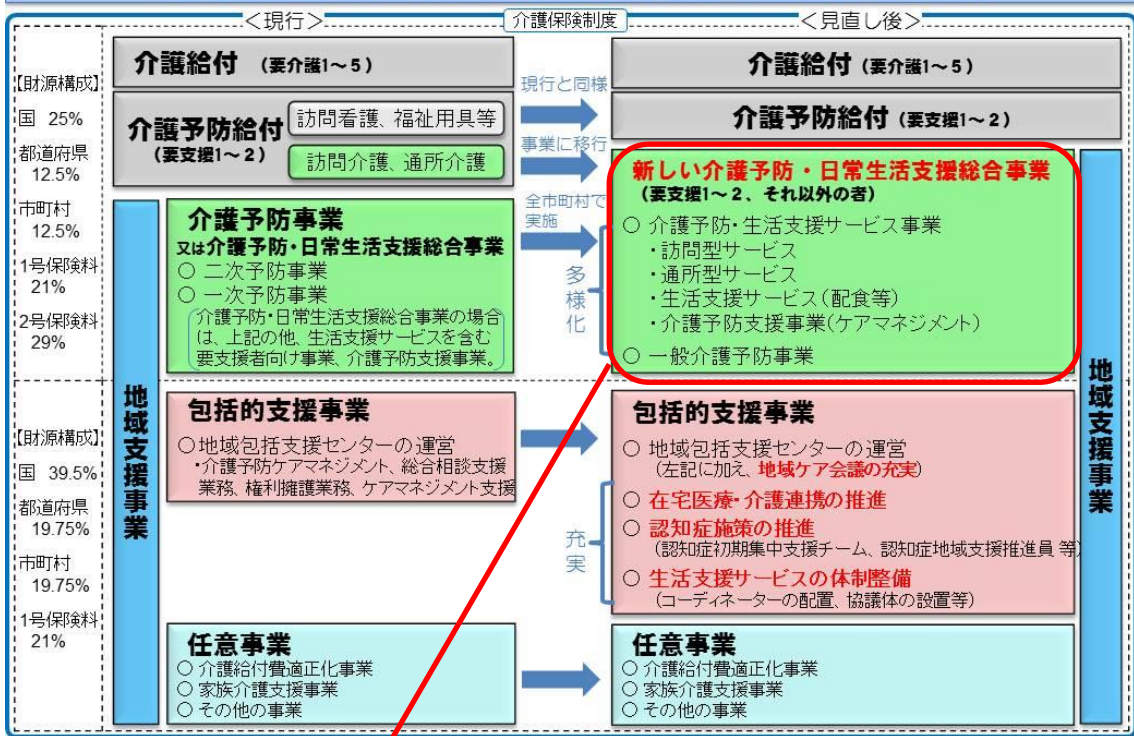 介護保険制度
＜現行＞
【財源構成】
国 25%
都道府県
12.5%
市町村
12.5%
1号保険料
21%
2号保険料
29%
介護給付 （要介護1～5）
介護予防給付
（要支援1～2）
訪問看護、福祉用具等
訪問介護、通所介護
介護予防事業
又は介護予防・日常生活支援総合事業
○ 二次予防事業
○ 一次予防事業
介護予防・日常生活支援総合事業の場合
は、上記の他、生活支援サービスを含む
要支援者向け事業、介護予防支援事業。
地域支援事業
【財源構成】
国 39.5%
都道府県
19.75%
市町村
19.75%
1号保険料
21%
包括的支援事業
○地域包括支援センターの運営
・介護予防ケアマネジメント、総合相談支援
業務、権利擁護業務、ケアマネジメント支援
任意事業
○ 介護給付費適正化事業
○ 家族介護支援事業
○ その他の事業
現行と同様
事業に移行
全市町村で
実施
多様化
充実
＜見直し後＞
介護給付 （要介護1～5）
介護予防給付 （要支援1～2）
新しい介護予防・日常生活支援総合事業
（要支援1～2、それ以外の者）
○ 介護予防・生活支援サービス事業
・訪問型サービス
・通所型サービス
・生活支援サービス（配食等）
・介護予防支援事業（ケアマネジメント）
○ 一般介護予防事業
包括的支援事業
○ 地域包括支援センターの運営
（左記に加え、地域ケア会議の充実）
○ 在宅医療・介護連携の推進
○ 認知症施策の推進
（認知症初期集中支援チーム、認知症地域支援推進員 等）
○ 生活支援サービスの体制整備
（コーディネーターの配置、協議体の設置等）
任意事業
○ 介護給付費適正化事業
○ 家族介護支援事業
○ その他の事業
地域支援事業